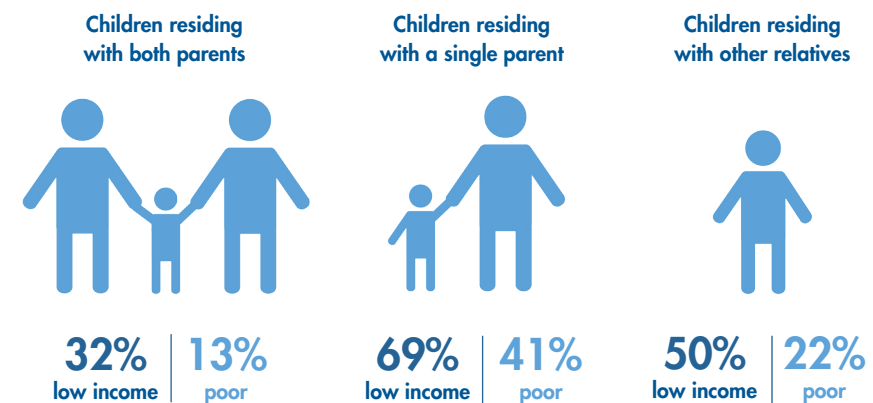 Children residing
with both parents
Children residing
with a single parent
Children residing
with other relatives
32%
low income
13%
poor
69%
low income
41%
poor
50%
low income
22%
poor